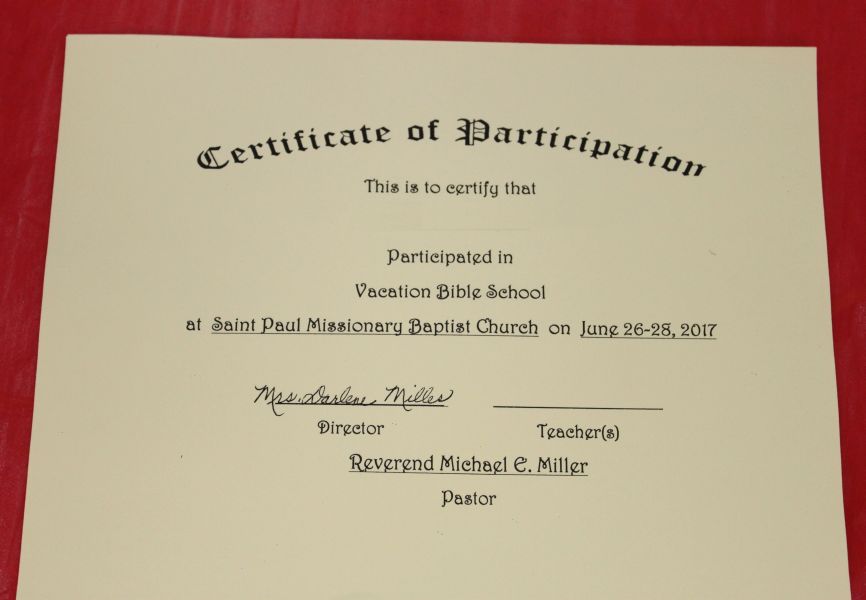 Certificate of Participation
This is to certify that
Participated in
Vacation Bible School
at Saint Paul Missionary Baptist Church on June 26-28, 2017
Mrs. Darlene Milles
Director Teacher(s)
Reverend Michael E. Miller
Pastor